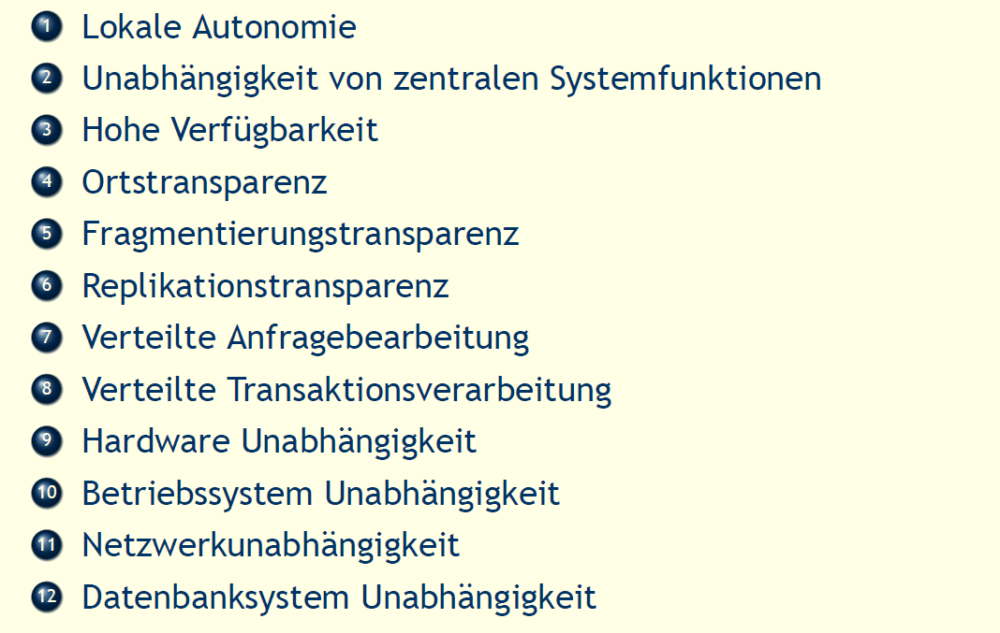 1 Lokale Autonomie
2 Unabhängigkeit von zentralen Systemfunktionen
3 Hohe Verfügbarkeit
4 Ortstransparenz
5 Fragmentierungstransparenz
6 Replikationstransparenz
7 Verteilte Anfragebearbeitung
8 Verteilte Transaktionsverarbeitung
9 Hardware Unabhängigkeit
10 Betriebssystem Unabhängigkeit
11 Netzwerkunabhängigkeit
12 Datenbanksystem Unabhängigkeit